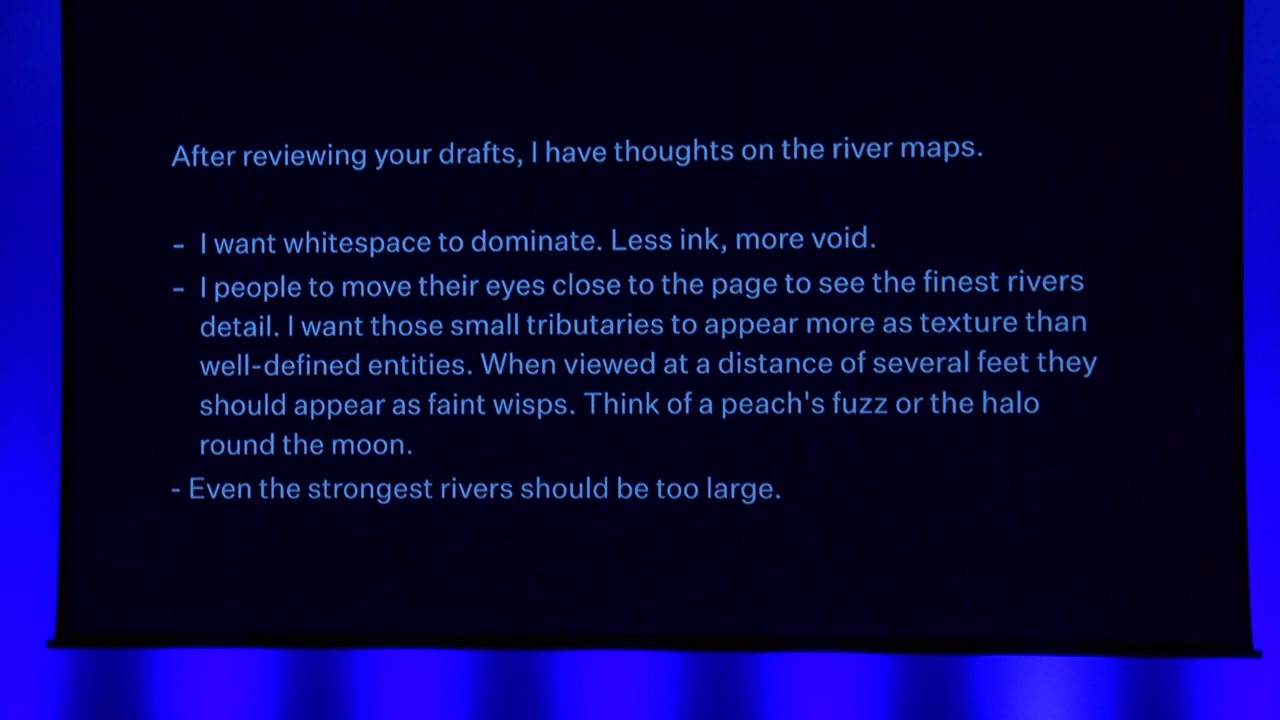 After reviewing your drafts, I have thoughts on the river maps.
- I want whitespace to dominate. Less ink, more void.
- I people to move their eyes close to the page to see the finest rivers
detail. I want those small tributaries to appear more as texture than
well-defined entities. When viewed at a distance of several feet they
should appear as faint wisps. Think of a peach's fuzz or the halo
round the moon.
- Even the strongest rivers should be too large.